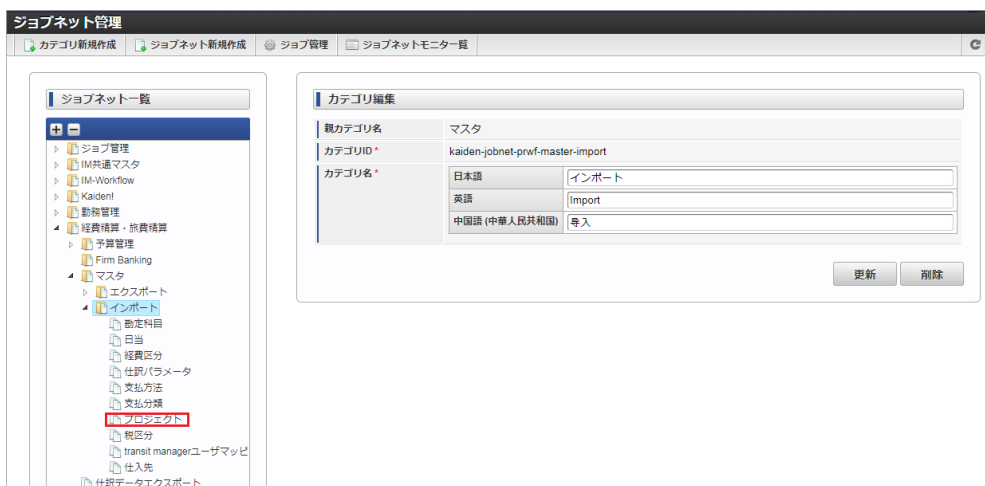 ジョブネット管理
カテゴリ新規作成 ジョブネット新規作成 ジョブ管理 ジョブネットモニタ一覧
ジョブネット一覧
ジョブ管理
IM共通マスタ
IM-Workflow
Kaiden!
勤務管理
経費精算・旅費精算
予算管理
Firm Banking
マスタ
エクスポート
インポート
勘定科目
日当
経費区分
仕訳パラメータ
支払方法
支払分類
プロジェクト
税区分
transit managerユーザマッピ
仕入先
仕訳データエクスポート
カテゴリ編集
親カテゴリ名 マスタ
カテゴリID * kaiden-jobnet-prwf-master-import
カテゴリ名 * 日本語 インポート
英語 Import
中国語 (中華人民共和国) 导入
更新 削除